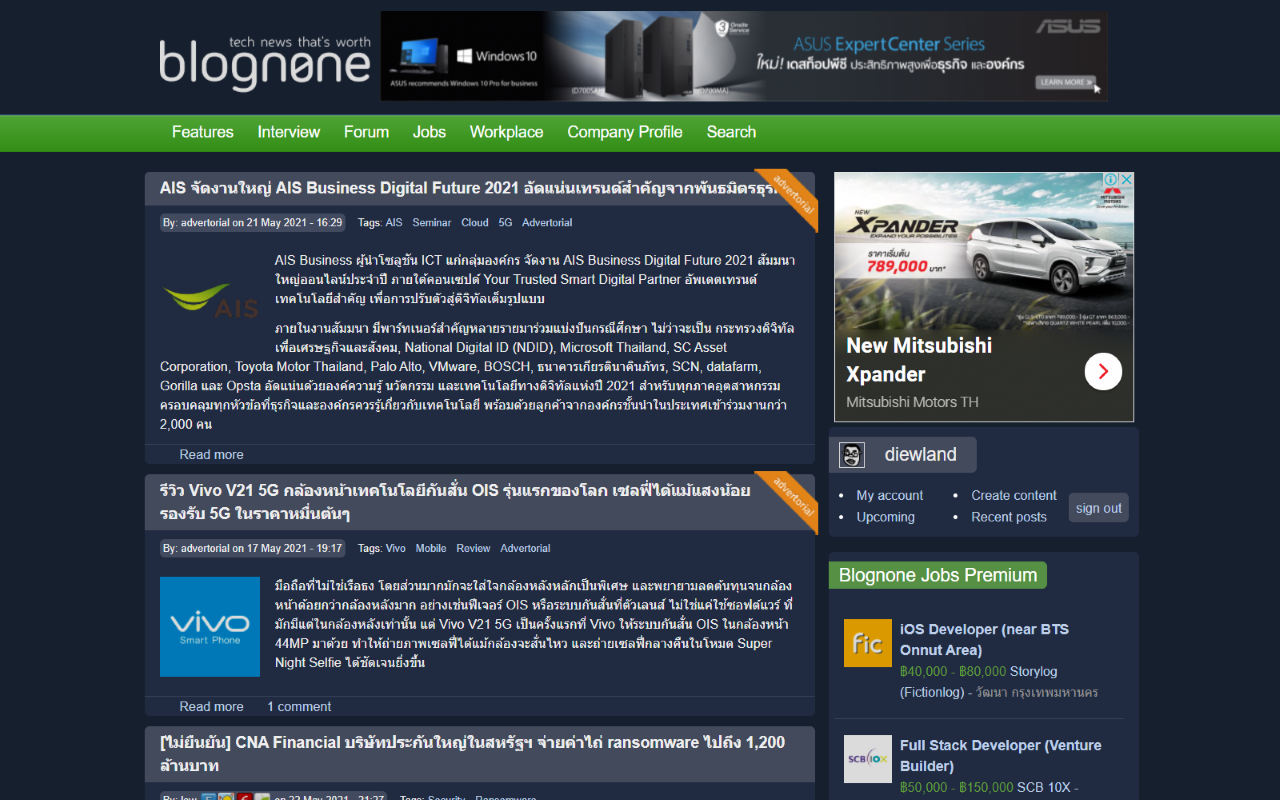 tech news that's worth
blognone
Windows 10
ASUS recommends Windows 10 Pro for business
3 Onsite Service
(D700SA)
(D700MA)
ASUS ExpertCenter Series
ใหม่! เดสก์ท็อปพีซี ประสิทธิภาพสูงเพื่อธุรกิจ และองค์กร
ASUS
LEARN MORE »
Features Interview Forum Jobs Workplace Company Profile Search
AIS จัดงานใหญ่ AIS Business Digital Future 2021 อัดแน่นเทรนด์สำคัญจากพันธมิตรธุร
advertorial
By: advertorial on 21 May 2021 - 16:29 Tags: AIS Seminar Cloud 5G Advertorial
AIS
AIS Business ผู้นำโซลูชัน ICT แก่กลุ่มองค์กร จัดงาน AIS Business Digital Future 2021 สัมมนา
ใหญ่ออนไลน์ประจำปี ภายใต้คอนเซปต์ Your Trusted Smart Digital Partner อัพเดตเทรนด์
เทคโนโลยีสำคัญ เพื่อการปรับตัวสู่ดิจิทัลเต็มรูปแบบ
ภายในงานสัมมนา มีพาร์ทเนอร์สำคัญหลายรายมาร่วมแบ่งปันกรณีศึกษา ไม่ว่าจะเป็น กระทรวงดิจิทัล
เพื่อเศรษฐกิจและสังคม, National Digital ID (NDID), Microsoft Thailand, SC Asset
Corporation, Toyota Motor Thailand, Palo Alto, VMware, BOSCH, ธนาคารเกียรตินาคินภัทร, SCN, datafarm,
Gorilla และ Opsta อัดแน่นด้วยองค์ความรู้ นวัตกรรม และเทคโนโลยีทางดิจิทัลแห่งปี 2021 สำหรับทุกภาคอุตสาหกรรม
ครอบคลุมทุกหัวข้อที่ธุรกิจและองค์กรควรรู้เกี่ยวกับเทคโนโลยี พร้อมด้วยลูกค้าจากองค์กรชั้นนำในประเทศเข้าร่วมงานกว่า
2,000 คน
Read more
รีวิว Vivo V21 5G กล้องหน้าเทคโนโลยีกันสั่น OIS รุ่นแรกของโลก เซลฟี่ได้แม้แสงน้อย
รองรับ 5G ในราคาหมื่นต้นๆ
advertorial
By: advertorial on 17 May 2021 - 19:17 Tags: Vivo Mobile Review Advertorial
vivo
Smart Phone
มือถือที่ไม่ใช่เรือธง โดยส่วนมากมักจะใส่ใจกล้องหลังหลักเป็นพิเศษ และพยายามลดต้นทุนจนกล้อง
หน้าด้อยกว่ากล้องหลังมาก อย่างเช่นฟีเจอร์ OIS หรือระบบกันสั่นที่ตัวเลนส์ ไม่ใช่แค่ใช้ซอฟต์แวร์ ที่
มักมีแต่ในกล้องหลังเท่านั้น แต่ Vivo V21 5G เป็นครั้งแรกที่ Vivo ให้ระบบกันสั่น OIS ในกล้องหน้า
44MP มาด้วย ทำให้ถ่ายภาพเซลฟี่ได้แม้กล้องจะสั่นไหว และถ่ายเซลฟี่กลางคืนในโหมด Super
Night Selfie ได้ชัดเจนยิ่งขึ้น
Read more 1 comment
[ไม่ยืนยัน] CNA Financial บริษัทประกันใหญ่ในสหรัฐฯ จ่ายค่าไถ่ ransomware ไปถึง 1,200
ล้านบาท
By: lew on 22 May 2021 - 21:27 Tags: Security Ransomware
MITSUBISHI MOTORS
NEW
XPANDER
EXPAND YOUR POSSIBILITIES
ราคาเริ่มต้น
789,000 บาท*
New Mitsubishi
Xpander
Mitsubishi Motors TH
diewland
My account
Upcoming
Create content
Recent posts
sign out
Blognone Jobs Premium
fic
iOS Developer (near BTS
Onnut Area)
฿40,000 - ฿80,000 Storylog
(Fictionlog) - วัฒนา กรุงเทพมหานคร
SCB10X
Full Stack Developer (Venture
Builder)
฿50,000 - ฿150,000 SCB 10X -